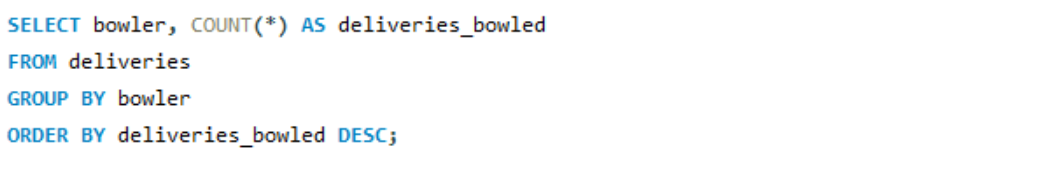 SELECT bowler, COUNT(*) AS deliveries_bowled
FROM deliveries
GROUP BY bowler
ORDER BY deliveries_bowled DESC;